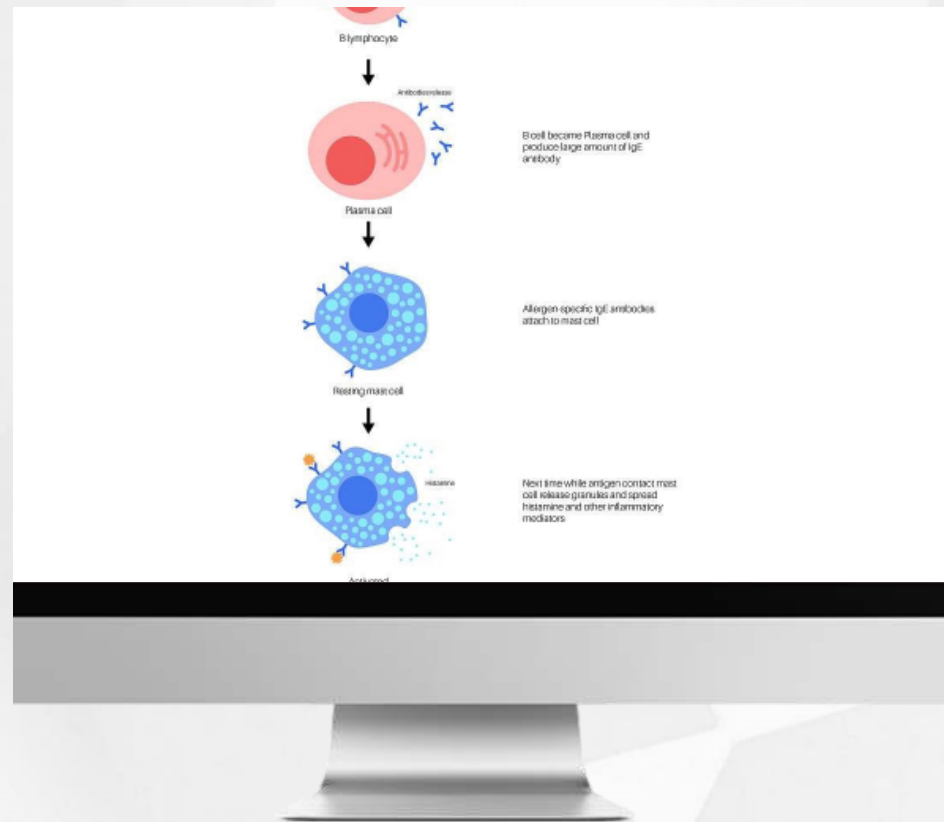 B lymphocyte
Antibodies release
B cell became Plasma cell and
produce large amount of IgE
antibody
Plasma cell
Allergen-specific IgE antibodies
attach to mast cell
Resting mast cell
Histamine
Next time while antigen contact mast
cell release granules and spread
histamine and other inflammatory
mediators